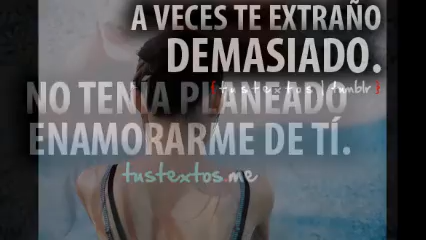 A VECES TE EXTRAÑO
DEMASIADO.
{tustextos|tumblr}
NO TENÍA PLANEADO
ENAMORARME DE TÍ.
tustextos.me